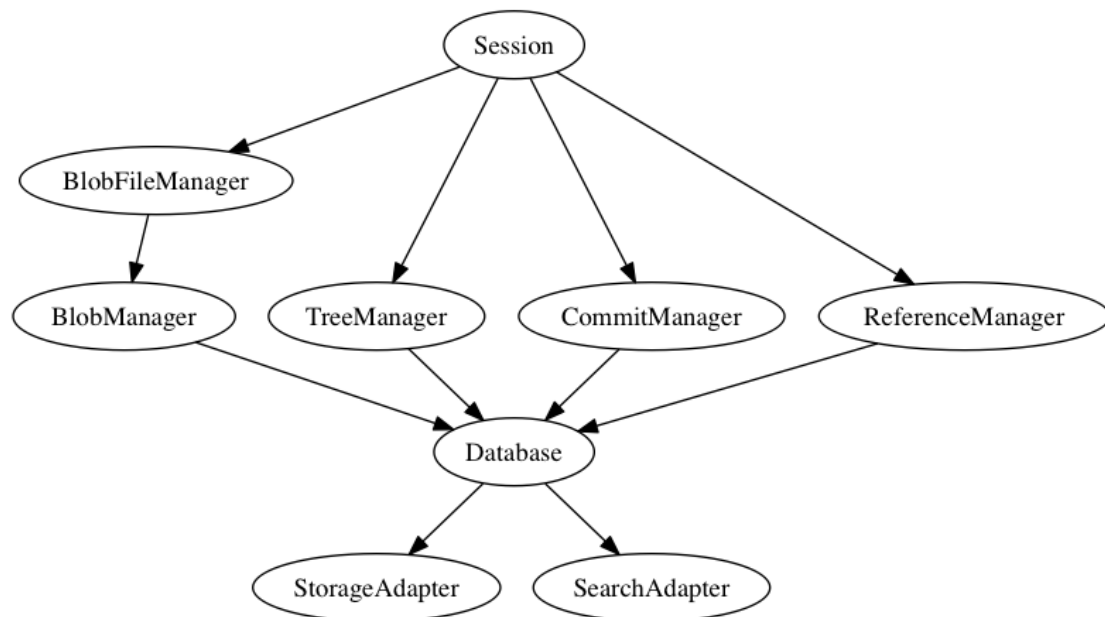 Session
BlobFileManager
BlobManager
TreeManager
CommitManager
ReferenceManager
Database
StorageAdapter
SearchAdapter